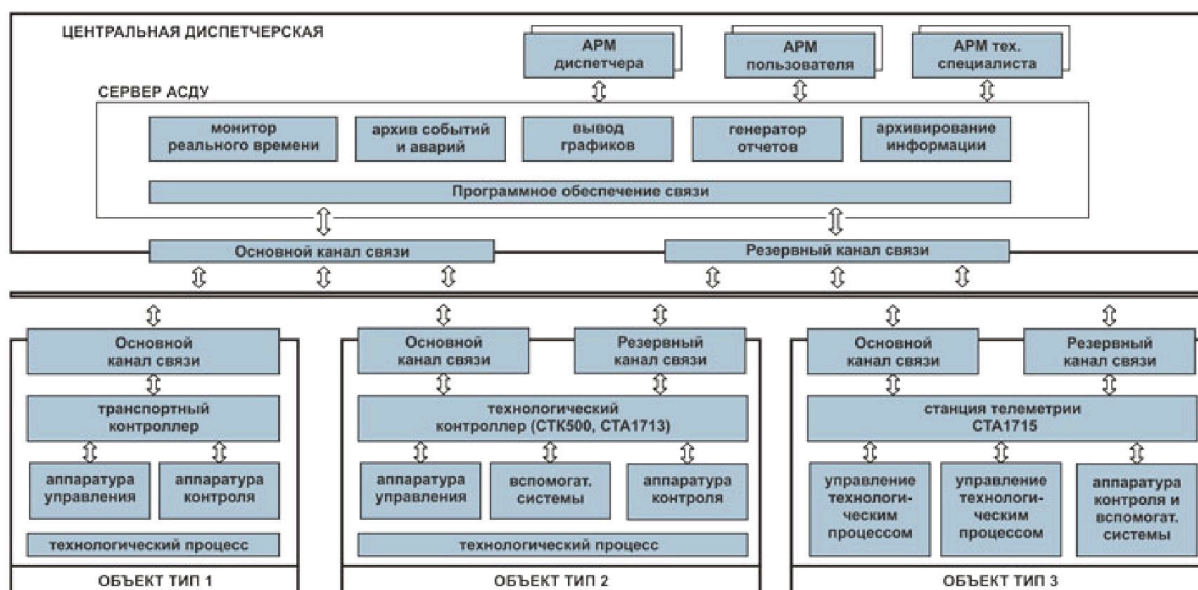 ЦЕНТРАЛЬНАЯ ДИСПЕТЧЕРСКАЯ
АРМ
диспетчера
АРМ
пользователя
АРМ тех.
специалиста
СЕРВЕР АСДУ
монитор
реального времени
архив событий
и аварий
вывод
графиков
генератор
отчетов
архивирование
информации
Программное обеспечение связи
Основной канал связи
Резервный канал связи
Основной
канал связи
транспортный
контроллер
аппаратура
управления
аппаратура
контроля
технологический процесс
ОБЪЕКТ ТИП 1
Основной
канал связи
Резервный
канал связи
технологический
контроллер (СТК500, СТА1713)
аппаратура
управления
вспомогат.
системы
аппаратура
контроля
технологический процесс
ОБЪЕКТ ТИП 2
Основной
канал связи
Резервный
канал связи
станция телеметрии
СТА1715
управление
технологи-
ческим
процессом
управление
технологи-
ческим
процессом
аппаратура
контроля и
вспомогат.
системы
ОБЪЕКТ ТИП 3